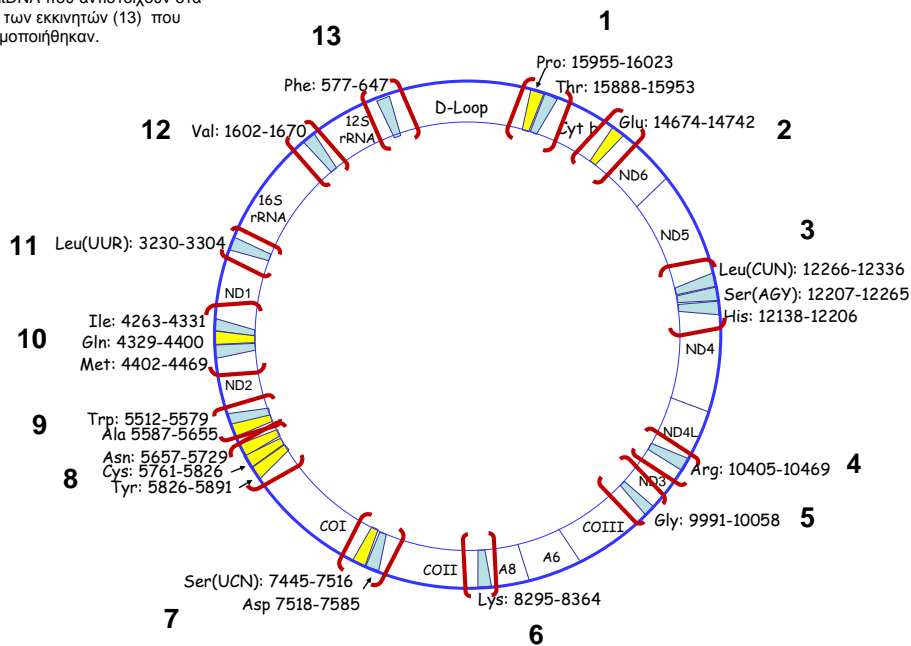 των εκκινητών (13) που
13
1
Pro: 15955-16023
Phe: 577-647
Thr: 15888-15953
D-Loop
12
Val: 1602-1670
12S
rRNA
Cyt b
Glu: 14674-14742
2
ND6
16S
rRNA
ND5
3
11
Leu(UUR): 3230-3304
Leu(CUN): 12266-12336
Ser(AGY): 12207-12265
His: 12138-12206
ND1
10
Ile: 4263-4331
Gln: 4329-4400
Met: 4402-4469
ND4
ND2
9
Trp: 5512-5579
Ala 5587-5655
8
Asn: 5657-5729
Cys: 5761-5826
Tyr: 5826-5891
ND4L
Arg: 10405-10469
4
ND3
Gly: 9991-10058
5
COI
COIII
COII
A8
A6
Ser(UCN): 7445-7516
Asp 7518-7585
7
Lys: 8295-8364
6